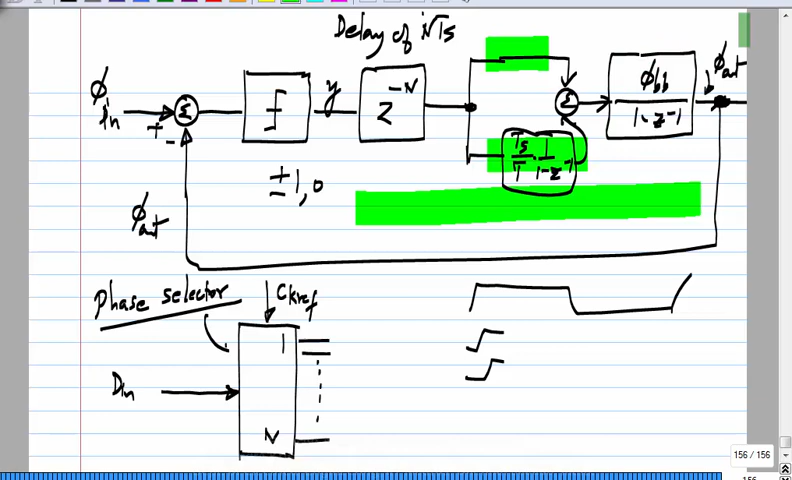 Delay of NTs
ϕin
+
-
Σ
y
z^-N
Σ
ϕbb / 1-z^-1
ϕout
Ts/T 1/1-z^-1
±1,0
ϕout
Phase selector
Ckref
1
Din
N
156 / 156
156